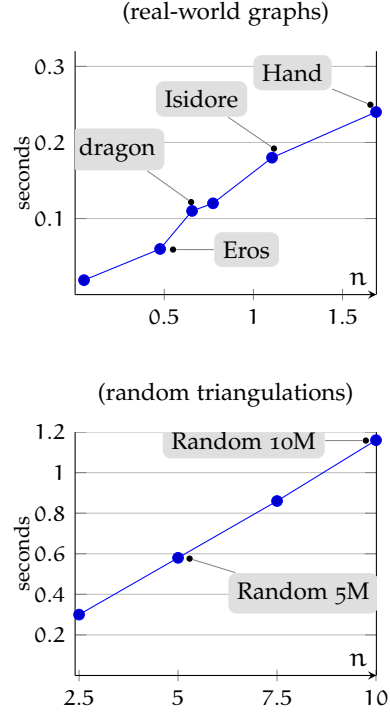 (real-world graphs)
0.3
Hand
Isidore
0.2
dragon
seconds
0.1
Eros
n
0.5
1
1.5
(random triangulations)
1.2
Random 10M
1
0.8
seconds
0.6
Random 5M
0.4
0.2
n
2.5
5
7.5
10